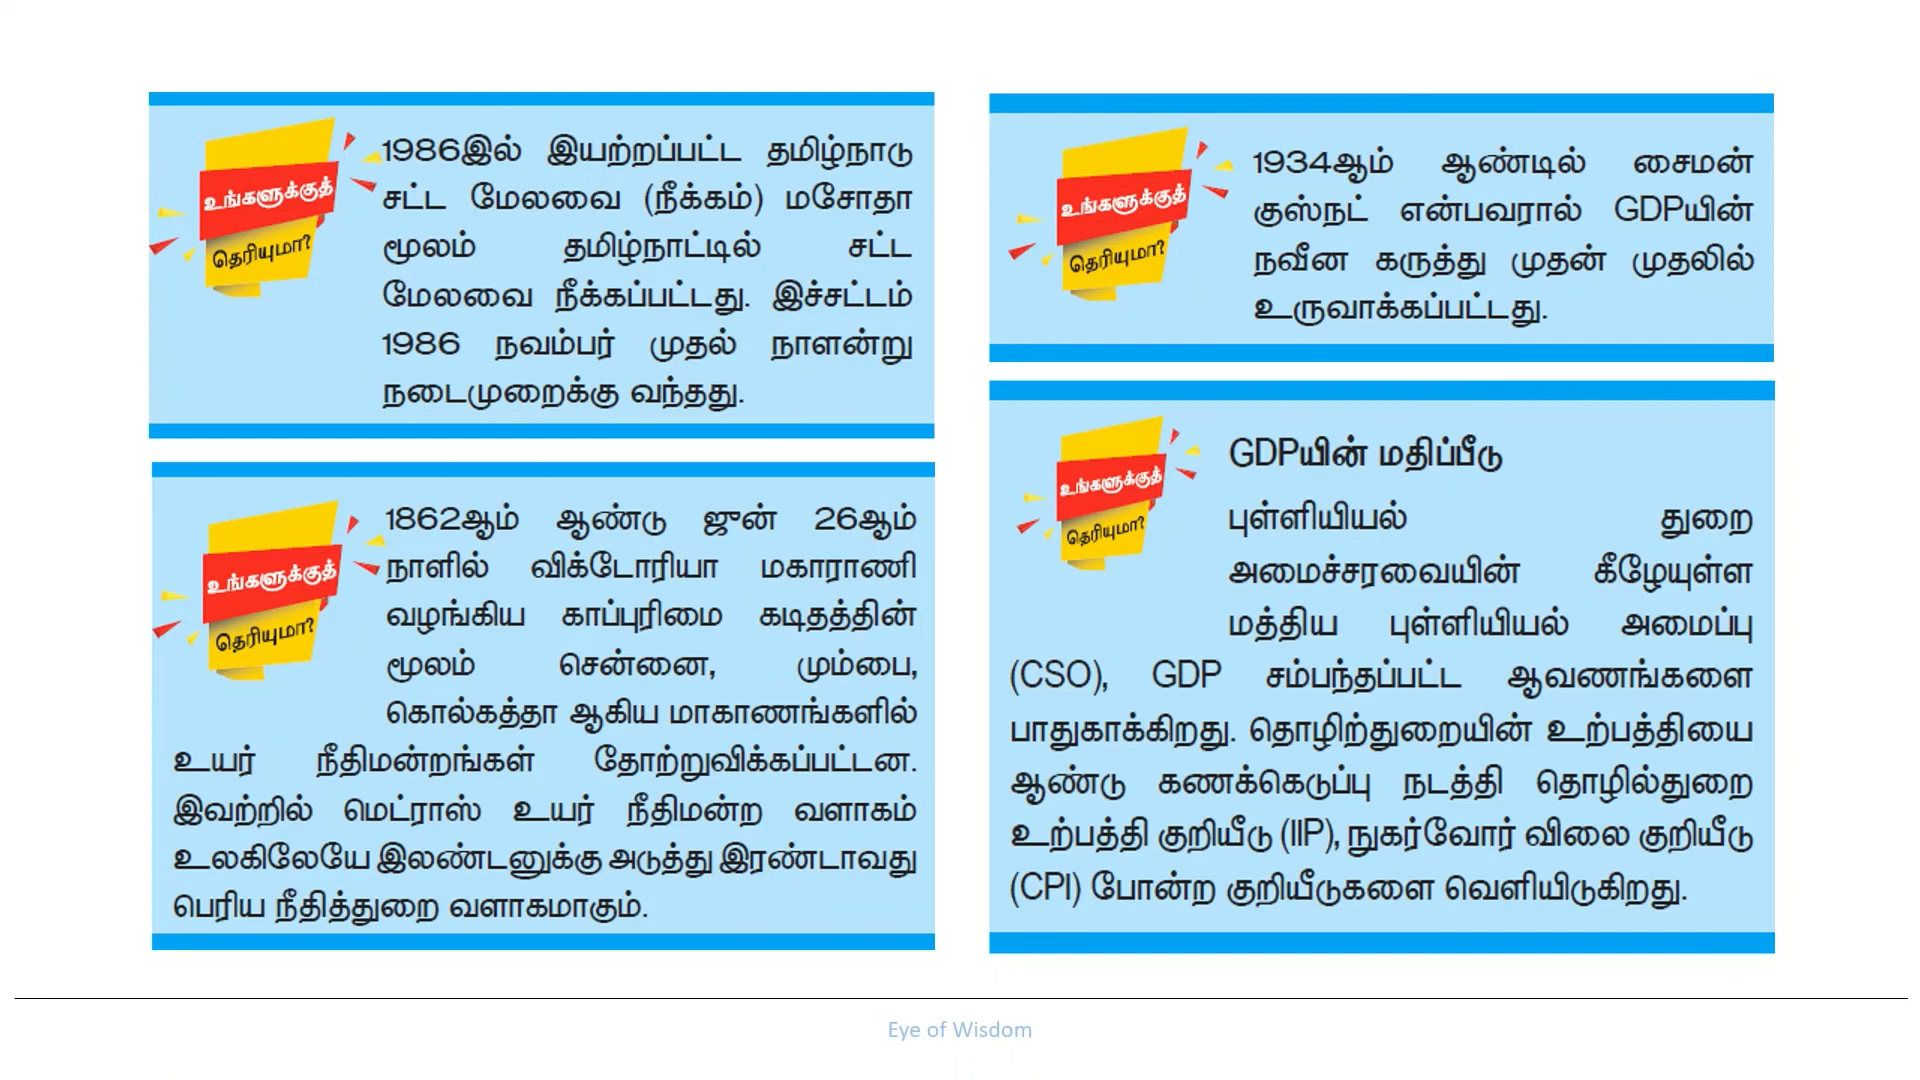 உங்களுக்குத்
தெரியுமா?
1986இல் இயற்றப்பட்ட தமிழ்நாடு
சட்ட மேலவை (நீக்கம்) மசோதா
மூலம் தமிழ்நாட்டில் சட்ட
மேலவை நீக்கப்பட்டது. இச்சட்டம்
1986 நவம்பர் முதல் நாளன்று
நடைமுறைக்கு வந்தது.
உங்களுக்குத்
தெரியுமா?
1862ஆம் ஆண்டு ஜுன் 26ஆம்
நாளில் விக்டோரியா மகாராணி
வழங்கிய காப்புரிமை கடிதத்தின்
மூலம் சென்னை, மும்பை,
கொல்கத்தா ஆகிய மாகாணங்களில்
உயர் நீதிமன்றங்கள் தோற்றுவிக்கப்பட்டன.
இவற்றில் மெட்ராஸ் உயர் நீதிமன்ற வளாகம்
உலகிலேயே இலண்டனுக்கு அடுத்து இரண்டாவது
பெரிய நீதித்துறை வளாகமாகும்.
உங்களுக்குத்
தெரியுமா?
1934ஆம் ஆண்டில் சைமன்
குஸ்நட் என்பவரால் GDPயின்
நவீன கருத்து முதன் முதலில்
உருவாக்கப்பட்டது.
உங்களுக்குத்
தெரியுமா?
GDPயின் மதிப்பீடு
புள்ளியியல் துறை
அமைச்சரவையின் கீழேயுள்ள
மத்திய புள்ளியியல் அமைப்பு
(CSO), GDP சம்பந்தப்பட்ட ஆவணங்களை
பாதுகாக்கிறது. தொழிற்துறையின் உற்பத்தியை
ஆண்டு கணக்கெடுப்பு நடத்தி தொழில்துறை
உற்பத்தி குறியீடு (IIP), நுகர்வோர் விலை குறியீடு
(CPI) போன்ற குறியீடுகளை வெளியிடுகிறது.
Eye of Wisdom